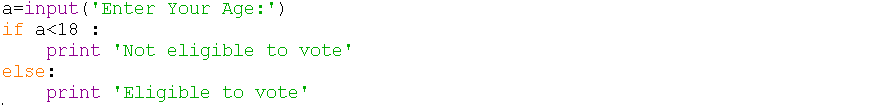 a=input('Enter Your Age:')
if a<18 :
    print 'Not eligible to vote'
else:
    print 'Eligible to vote'